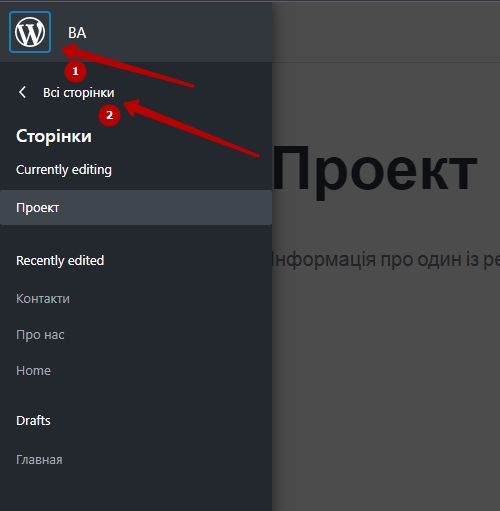 BA
1
Всі сторінки
2
Сторінки
Currently editing
Проект
Recently edited
Контакти
Про нас
Home
Drafts
Главная
Проект
Інформація про один із